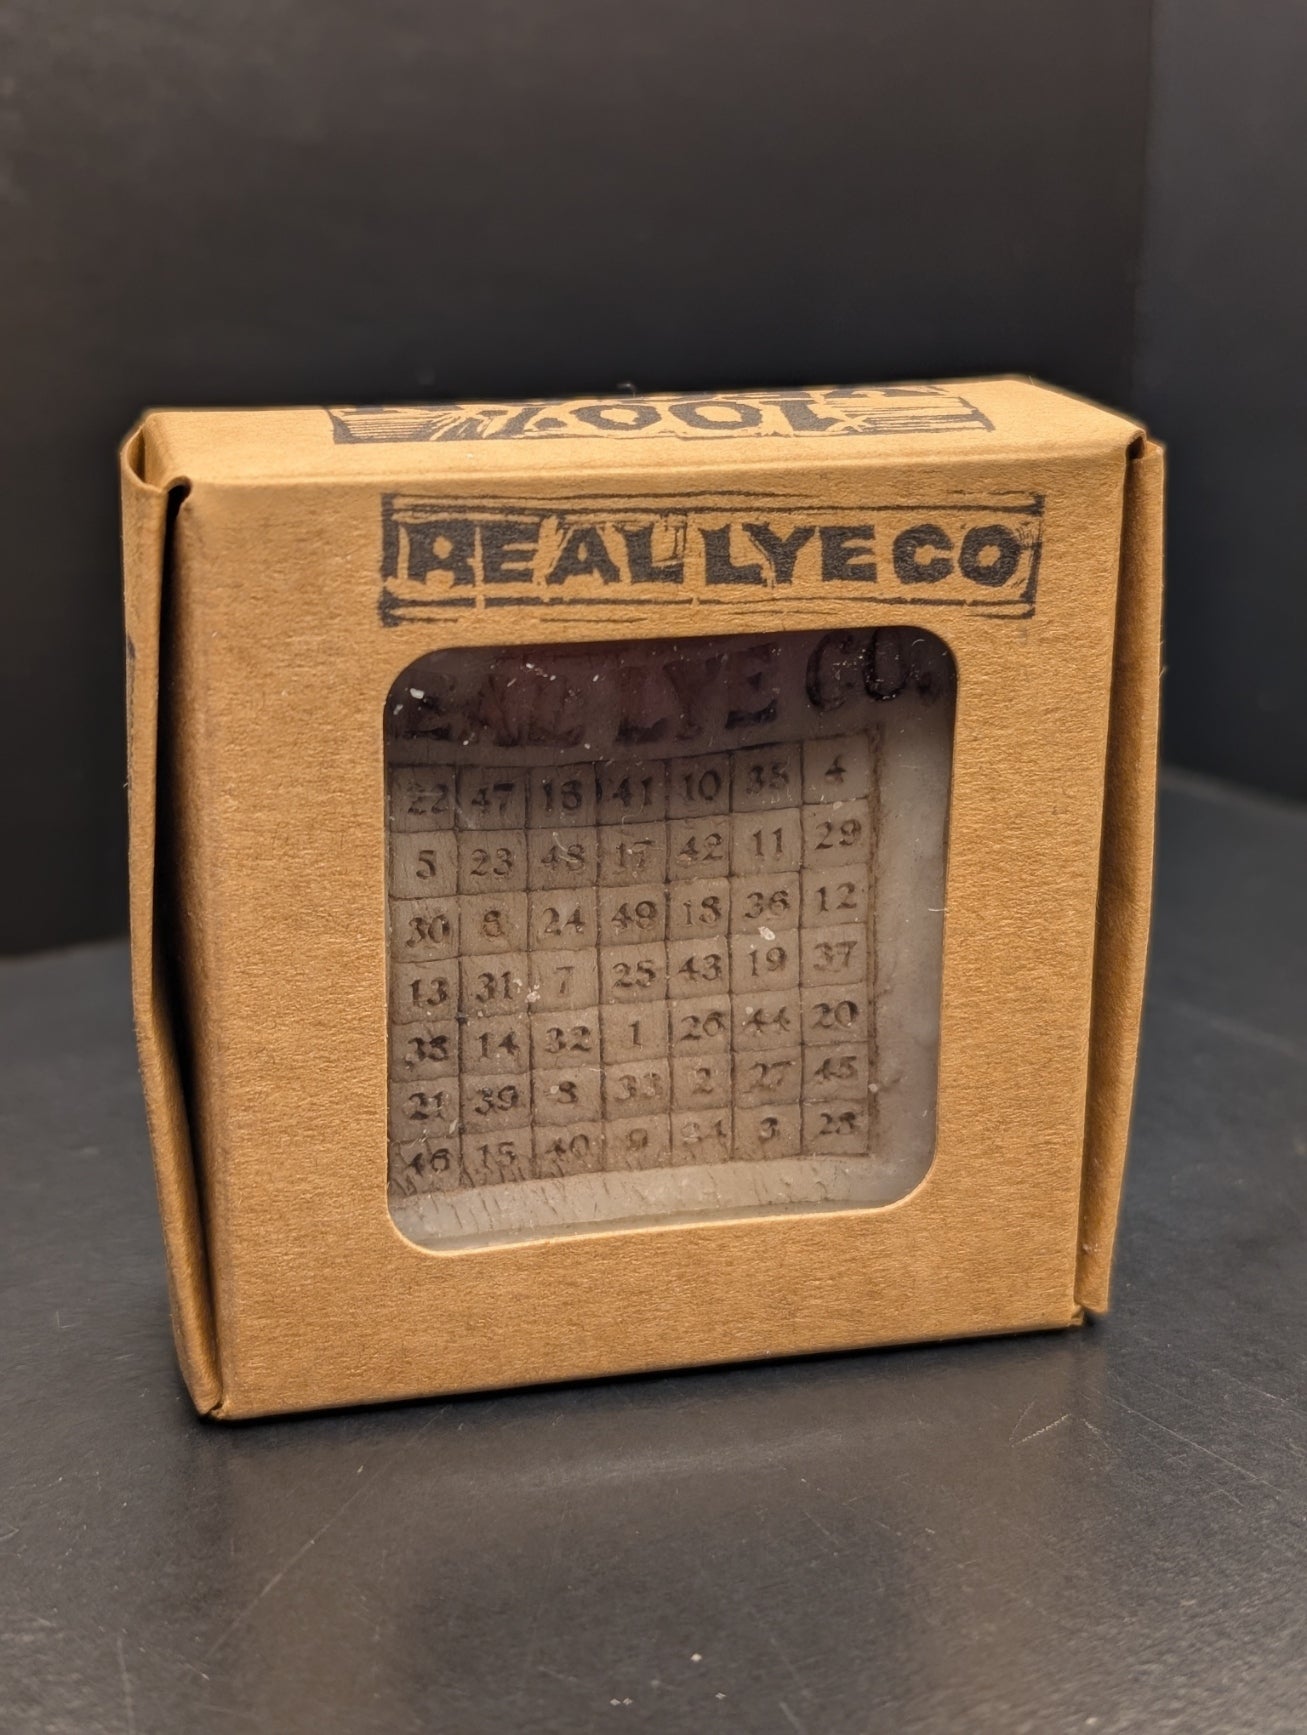 100%
REAL LYE CO
EAL LYE CO.
22 47 16 41 10 35 4
5 23 48 17 42 11 29
30 6 24 49 18 36 12
13 31 7 25 43 19 37
38 14 32 1 26 44 20
21 39 8 33 2 27 45
46 15 40 9 34 3 28